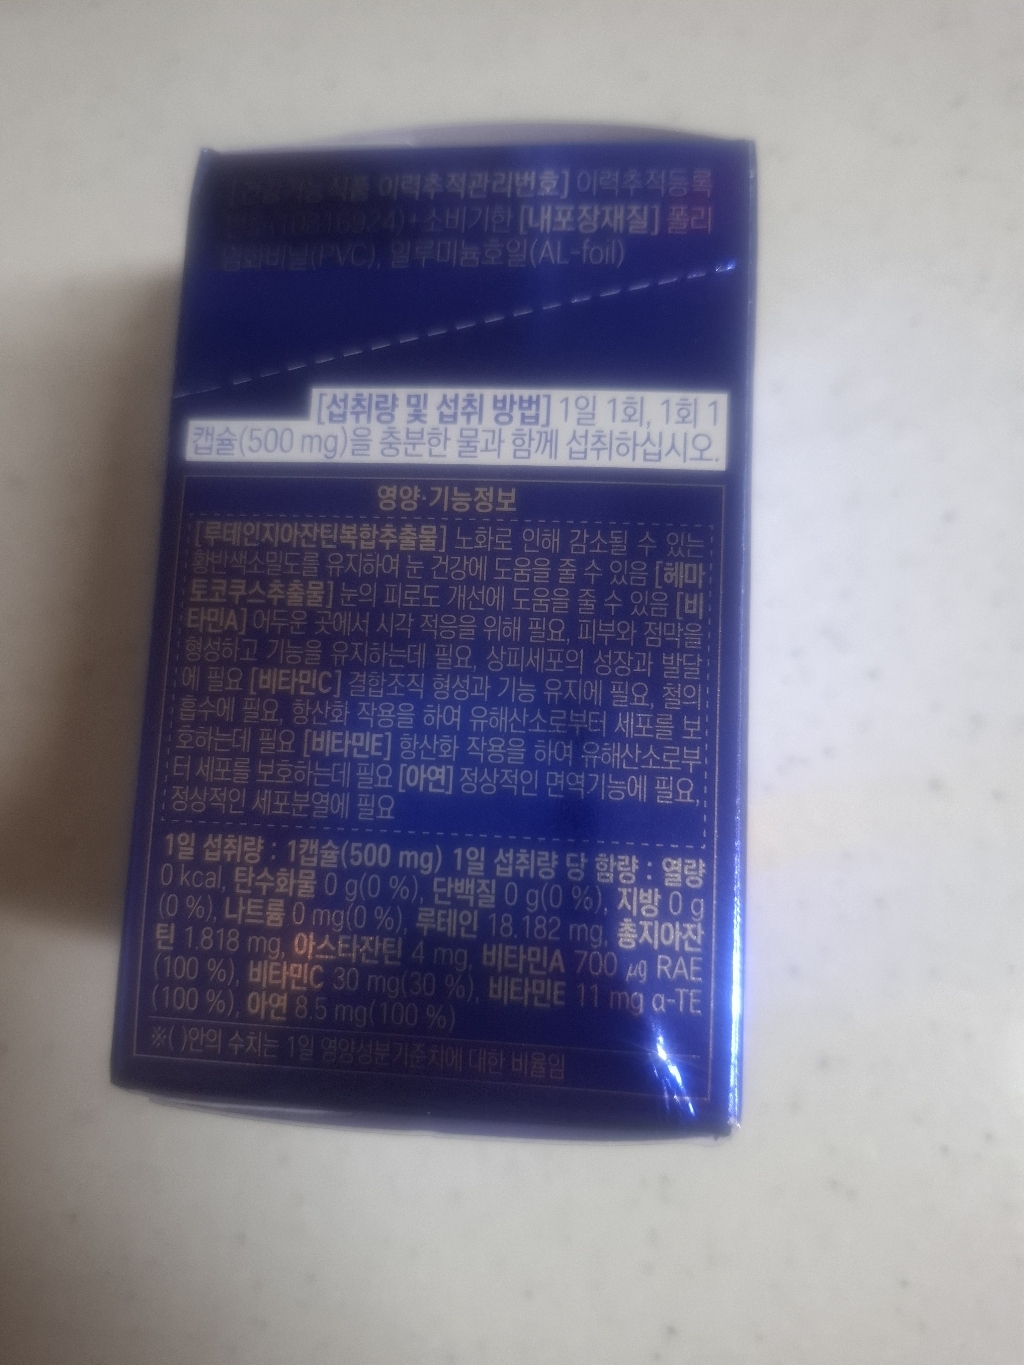 [건강기능 식품 이력추적관리번호] 이력추적등록
소비기한 [내포장재질] 폴리
염화비닐(PVC), 알루미늄호일(AL-foil)
[섭취량 및 섭취 방법] 1일 1회, 1회 1
캡슐(500 mg)을 충분한 물과 함께 섭취하십시오.
영양·기능정보
[루테인지아잔틴복합추출물] 노화로 인해 감소될 수 있는
황반색소밀도를 유지하여 눈 건강에 도움을 줄 수 있음 [헤마
토코쿠스추출물] 눈의 피로도 개선에 도움을 줄 수 있음 [비
타민A] 어두운 곳에서 시각 적응을 위해 필요, 피부와 점막을
형성하고 기능을 유지하는데 필요, 상피세포의 성장과 발달
에 필요 [비타민C] 결합조직 형성과 기능 유지에 필요, 철의
흡수에 필요, 항산화 작용을 하여 유해산소로부터 세포를 보
호하는데 필요 [비타민E] 항산화 작용을 하여 유해산소로부
터 세포를 보호하는데 필요 [아연] 정상적인 면역기능에 필요,
정상적인 세포분열에 필요
1일 섭취량 : 1캡슐(500 mg) 1일 섭취량 당 함량 : 열량
0 kcal, 탄수화물 0 g(0 %), 단백질 0 g(0 %), 지방 0 g
(0 %), 나트륨 0 mg(0 %), 루테인 18.182 mg, 총지아잔
틴 1.818 mg, 아스타잔틴 4 mg, 비타민A 700 ㎍ RAE
(100 %), 비타민C 30 mg(30 %), 비타민E 11 mg α-TE
(100 %), 아연 8.5 mg(100 %)
※( )안의 수치는 1일 영양성분기준치에 대한 비율임